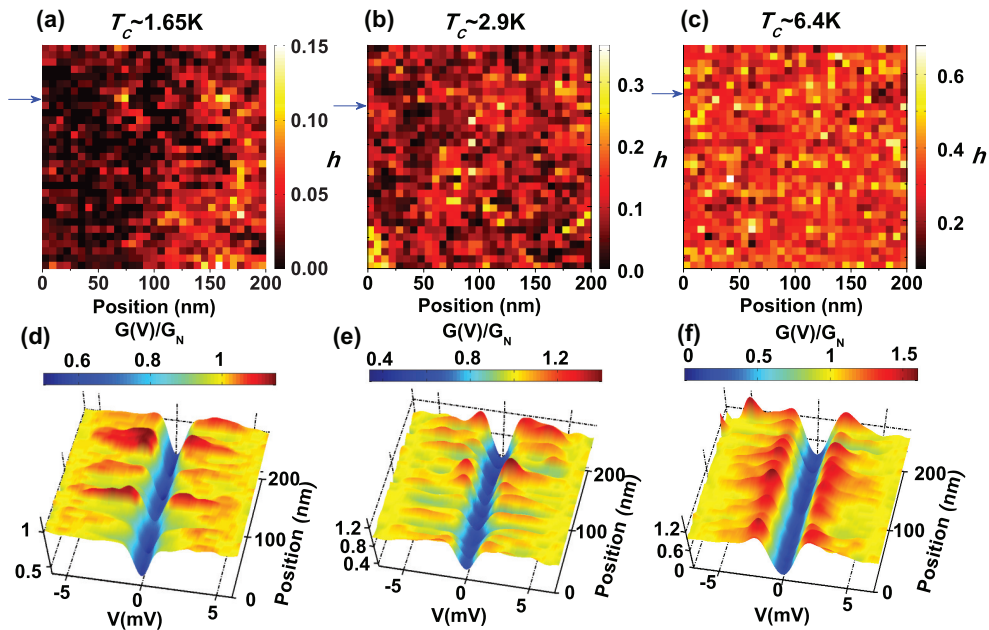 (a) T_C~1.65K
(b) T_C~2.9K
(c) T_C~6.4K
0.15
0.10
0.05
0.00
h
0.3
0.2
0.1
0.0
h
0.6
0.4
0.2
0 50 100 150 200
0 50 100 150 200
0 50 100 150 200
Position (nm)
Position (nm)
Position (nm)
(d) G(V)/G_N
0.6 0.8 1
(e) G(V)/G_N
0.4 0.8 1.2
(f) G(V)/G_N
0 0.5 1 1.5
1
0.5
-5 0 5
V(mV)
0 100 200
Position (nm)
1.2
0.8
0.4
-5 0 5
V(mV)
0 100 200
Position (nm)
1.2
0.6
0
-5 0 5
V(mV)
0 100 200
Position (nm)